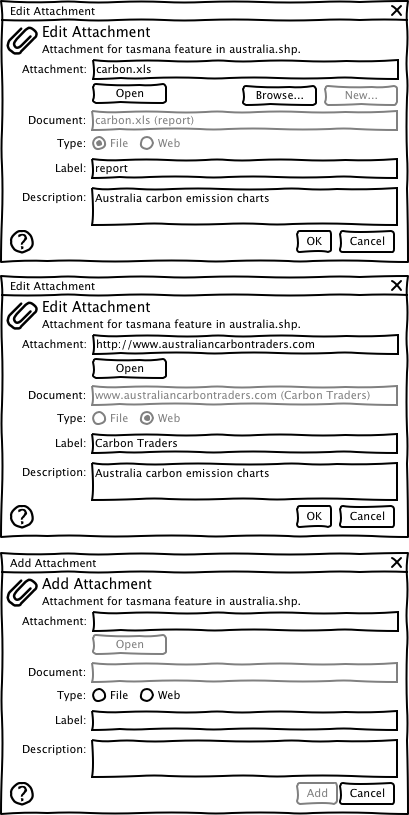 Edit Attachment
Edit Attachment
Attachment for tasmana feature in australia.shp.
Attachment: carbon.xls
Open Browse... New...
Document: carbon.xls (report)
Type: File Web
Label: report
Description: Australia carbon emission charts
? OK Cancel
Edit Attachment
Edit Attachment
Attachment for tasmana feature in australia.shp.
Attachment: http://www.australiancarbontraders.com
Open
Document: www.australiancarbontraders.com (Carbon Traders)
Type: File Web
Label: Carbon Traders
Description: Australia carbon emission charts
? OK Cancel
Add Attachment
Add Attachment
Attachment for tasmana feature in australia.shp.
Attachment:
Open
Document:
Type: File Web
Label:
Description:
? Add Cancel